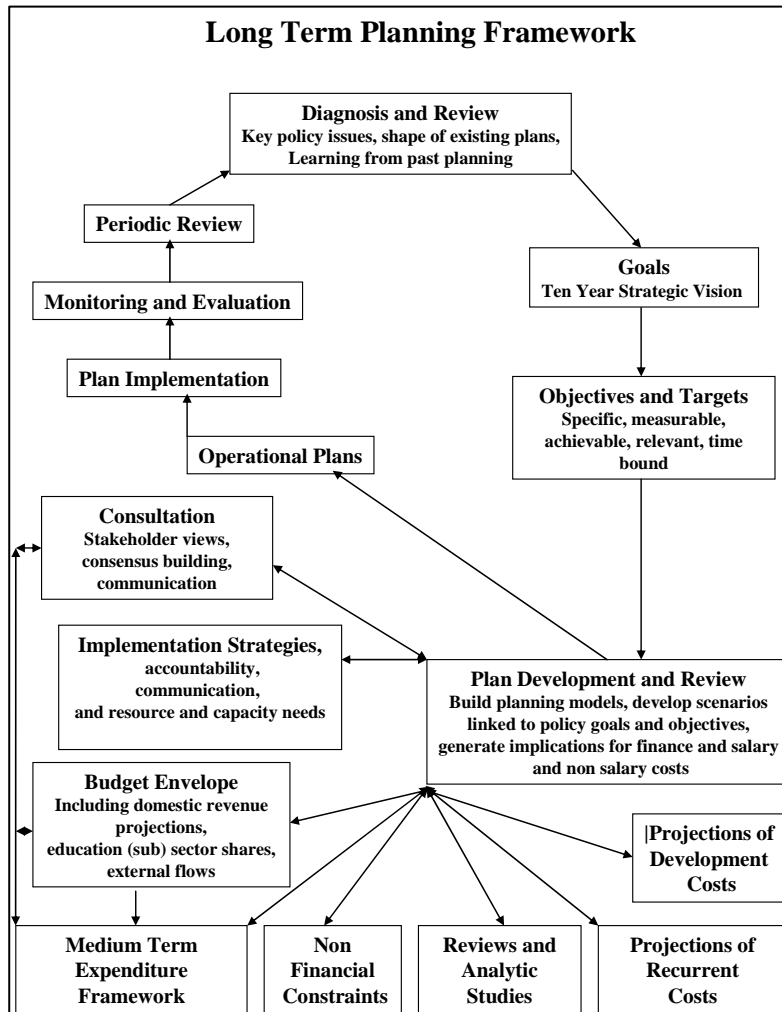 Long Term Planning Framework
Diagnosis and Review
Key policy issues, shape of existing plans,
Learning from past planning
Periodic Review
Goals
Ten Year Strategic Vision
Monitoring and Evaluation
Plan Implementation
Objectives and Targets
Specific, measurable,
achievable, relevant, time
bound
Operational Plans
Consultation
Stakeholder views,
consensus building,
communication
Implementation Strategies,
accountability,
communication,
and resource and capacity needs
Plan Development and Review
Build planning models, develop scenarios
linked to policy goals and objectives,
generate implications for finance and salary
and non salary costs
Budget Envelope
Including domestic revenue
projections,
education (sub) sector shares,
external flows
|Projections of
Development
Costs
Medium Term
Expenditure
Framework
Non
Financial
Constraints
Reviews and
Analytic
Studies
Projections of
Recurrent
Costs